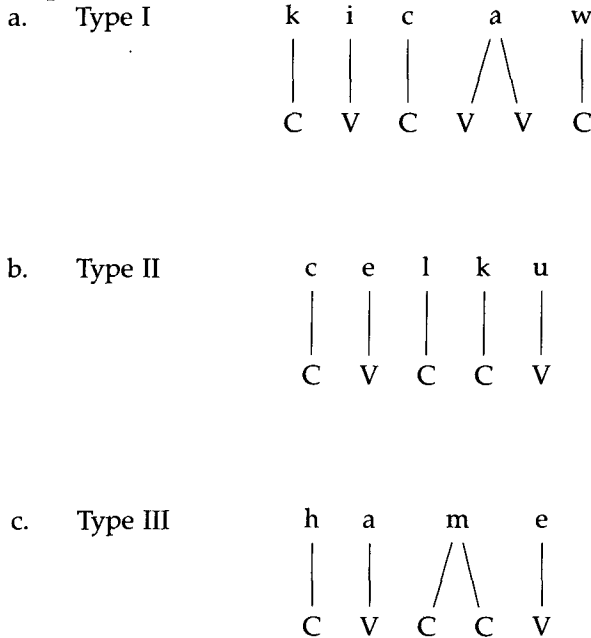 a. Type I k i c a w
C V C V V C
b. Type II c e l k u
C V C C V
c. Type III h a m e
C V C C V